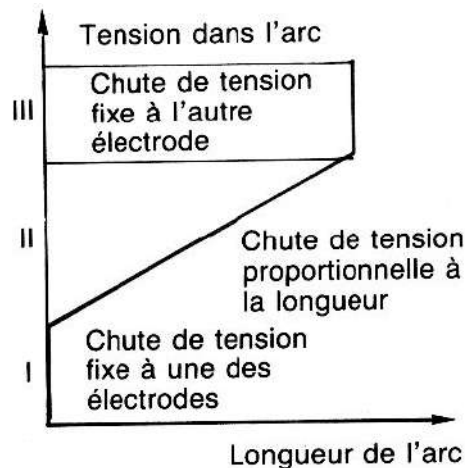 Tension dans l'arc
Chute de tension
fixe à l'autre
électrode
III
II
Chute de tension
proportionnelle à
la longueur
Chute de tension
fixe à une des
électrodes
I
Longueur de l'arc